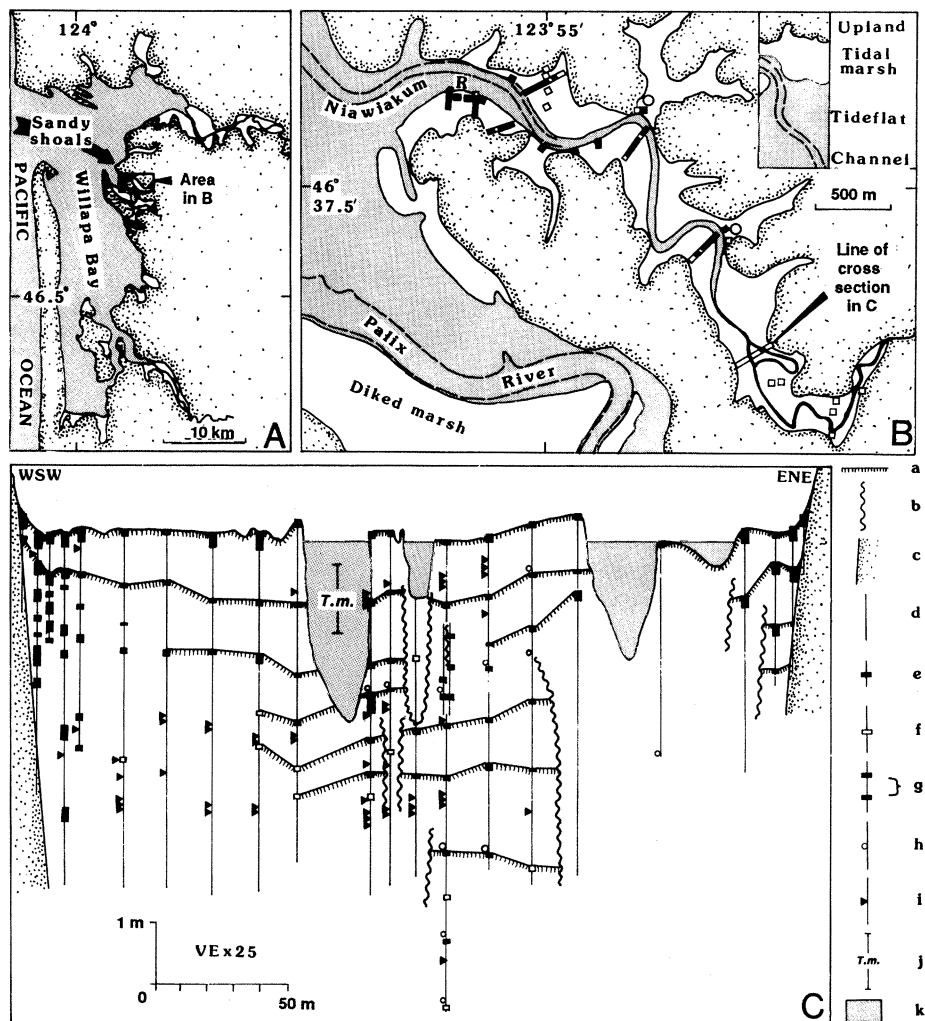 124°
Sandy
shoals
PACIFIC
OCEAN
Willapa Bay
Area
in B
46.5°
10 km
A
123°55′
Niawiakum
R
46°
37.5′
Palix
River
Diked marsh
Upland
Tidal
marsh
Tideflat
Channel
500 m
Line of
cross
section
in C
B
WSW
ENE
T.m.
1 m
0
VE x 25
50 m
C
a
b
c
d
e
f
g
h
i
T.m.
j
k